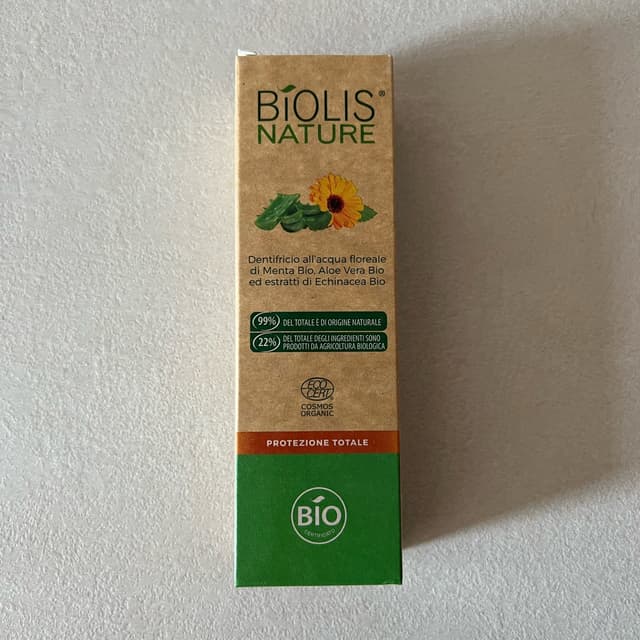 BIOLIS®
NATURE
Dentifricio all'acqua floreale
di Menta Bio, Aloe Vera Bio
ed estratti di Echinacea Bio
99% DEL TOTALE È DI ORIGINE NATURALE
22% DEL TOTALE DEGLI INGREDIENTI SONO
PRODOTTI DA AGRICOLTURA BIOLOGICA
ECO
CERT
COSMOS
ORGANIC
PROTEZIONE TOTALE
BIO
CERTIFICATO